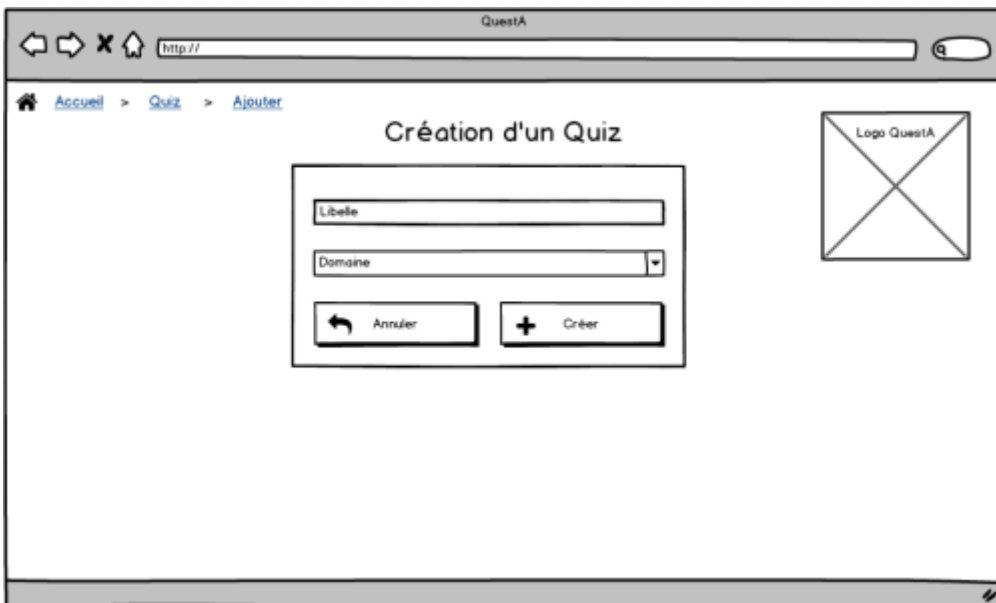 QuestA
http://
Accueil > Quiz > Ajouter
Création d'un Quiz
Logo QuestA
Libelle
Domaine
Annuler
Créer